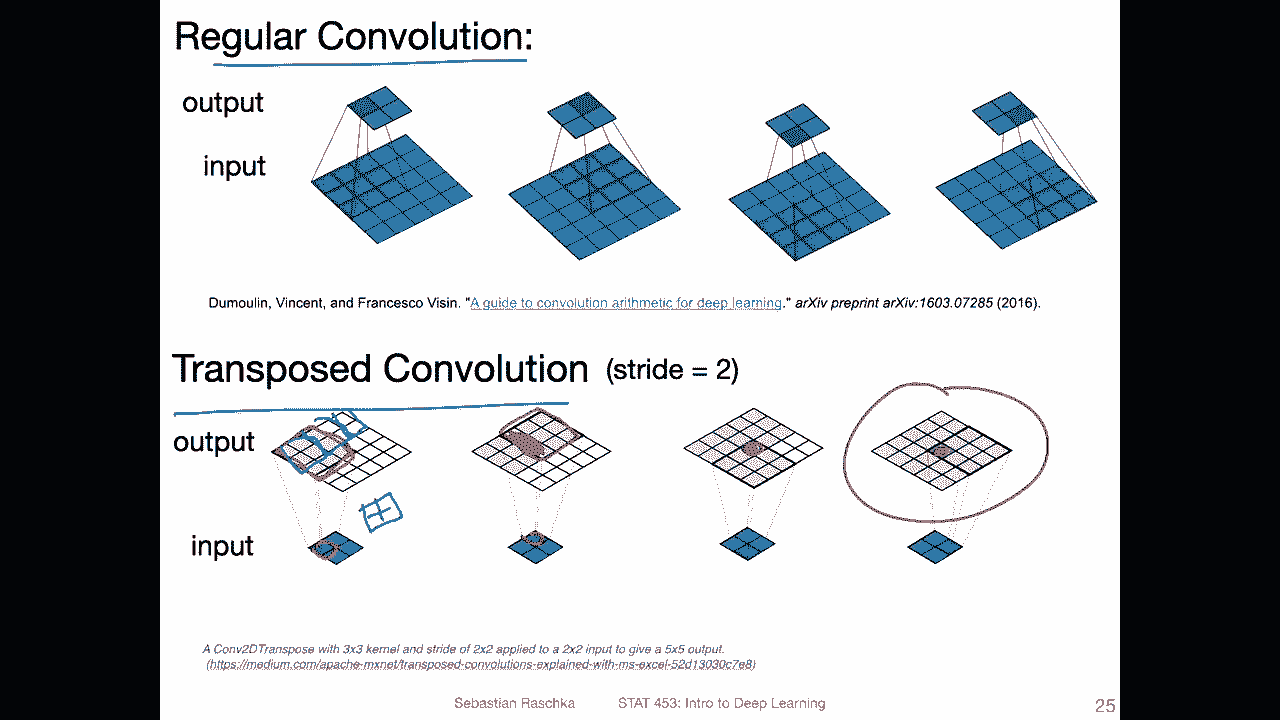 Regular Convolution:
output
input
Dumoulin, Vincent, and Francesco Visin. "A guide to convolution arithmetic for deep learning." arXiv preprint arXiv:1603.07285 (2016).
Transposed Convolution (stride = 2)
output
input
A Conv2DTranspose with 3x3 kernel and stride of 2x2 applied to a 2x2 input to give a 5x5 output.
(https://medium.com/apache-mxnet/transposed-convolutions-explained-with-ms-excel-52d13030c7e8)
Sebastian Raschka STAT 453: Intro to Deep Learning 25